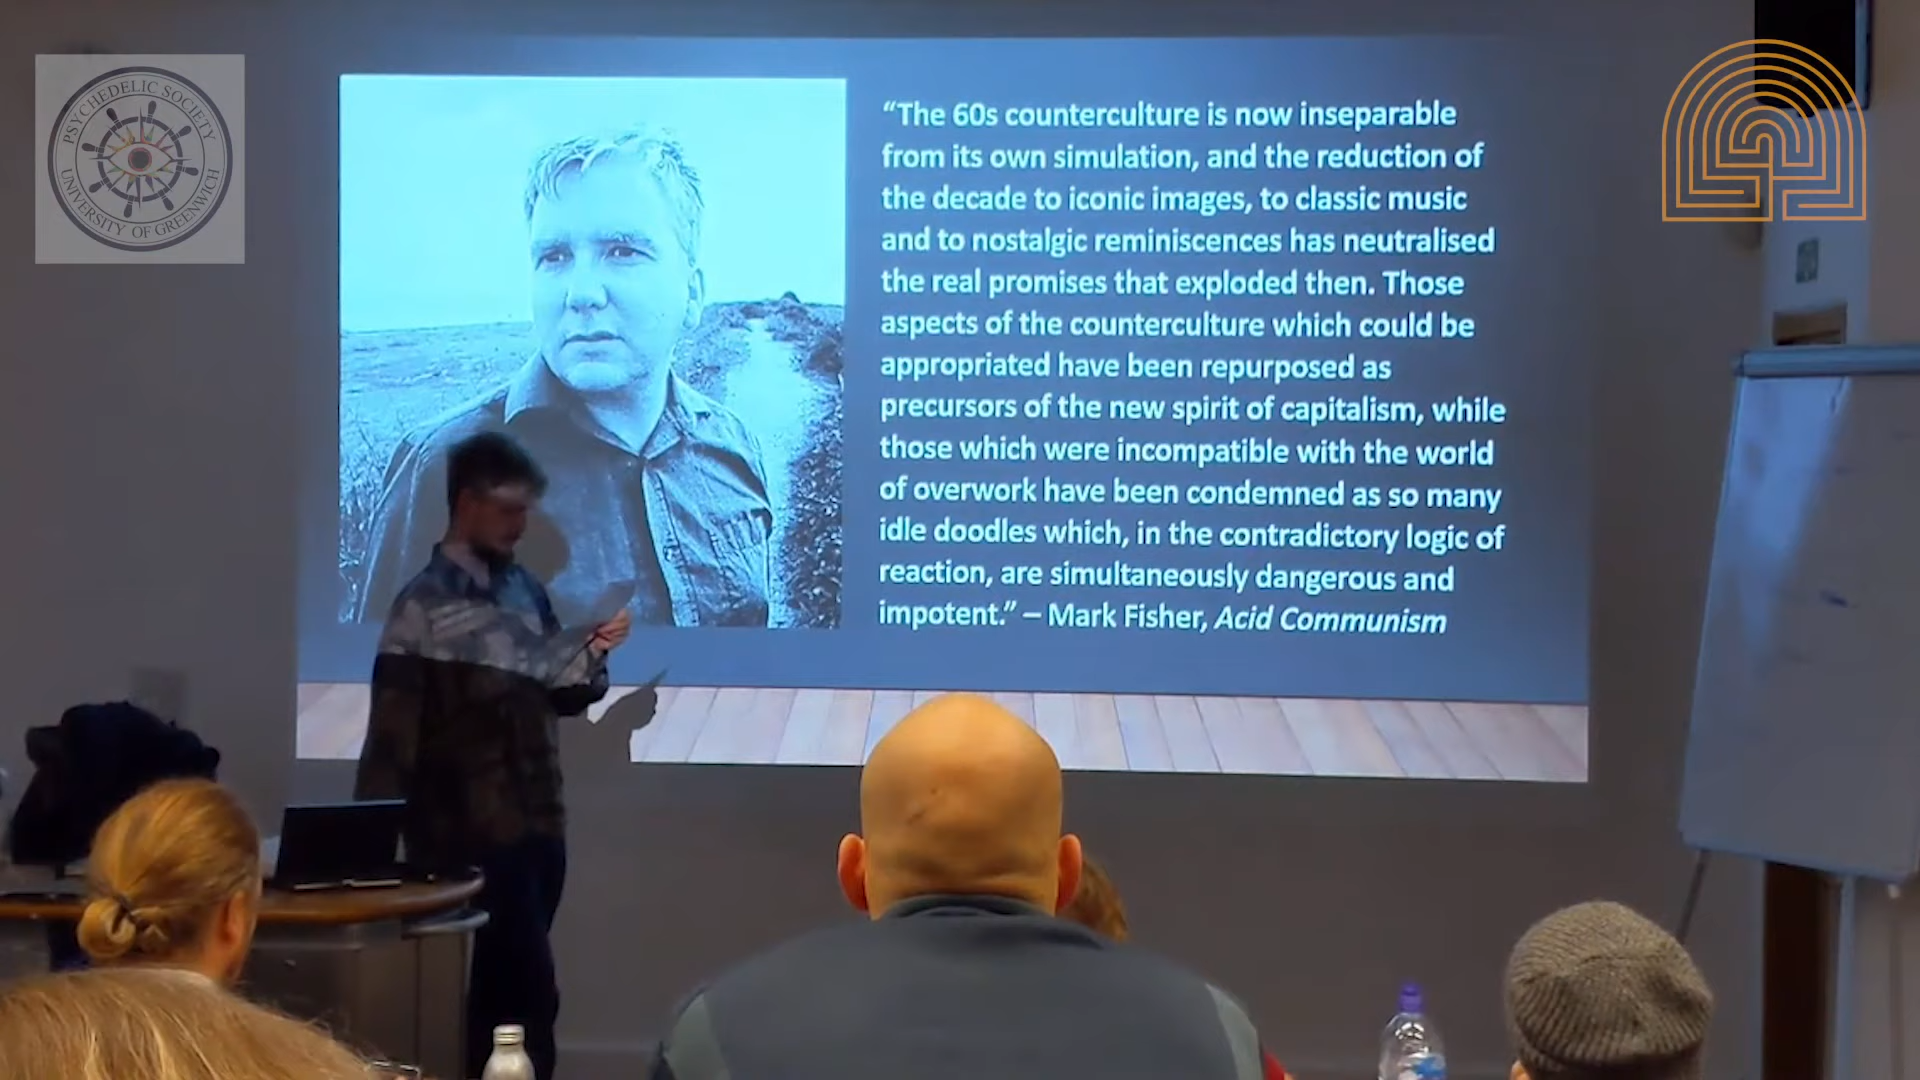 PSYCHEDELIC SOCIETY
UNIVERSITY OF GREENWICH
“The 60s counterculture is now inseparable
from its own simulation, and the reduction of
the decade to iconic images, to classic music
and to nostalgic reminiscences has neutralised
the real promises that exploded then. Those
aspects of the counterculture which could be
appropriated have been repurposed as
precursors of the new spirit of capitalism, while
those which were incompatible with the world
of overwork have been condemned as so many
idle doodles which, in the contradictory logic of
reaction, are simultaneously dangerous and
impotent.” – Mark Fisher, Acid Communism